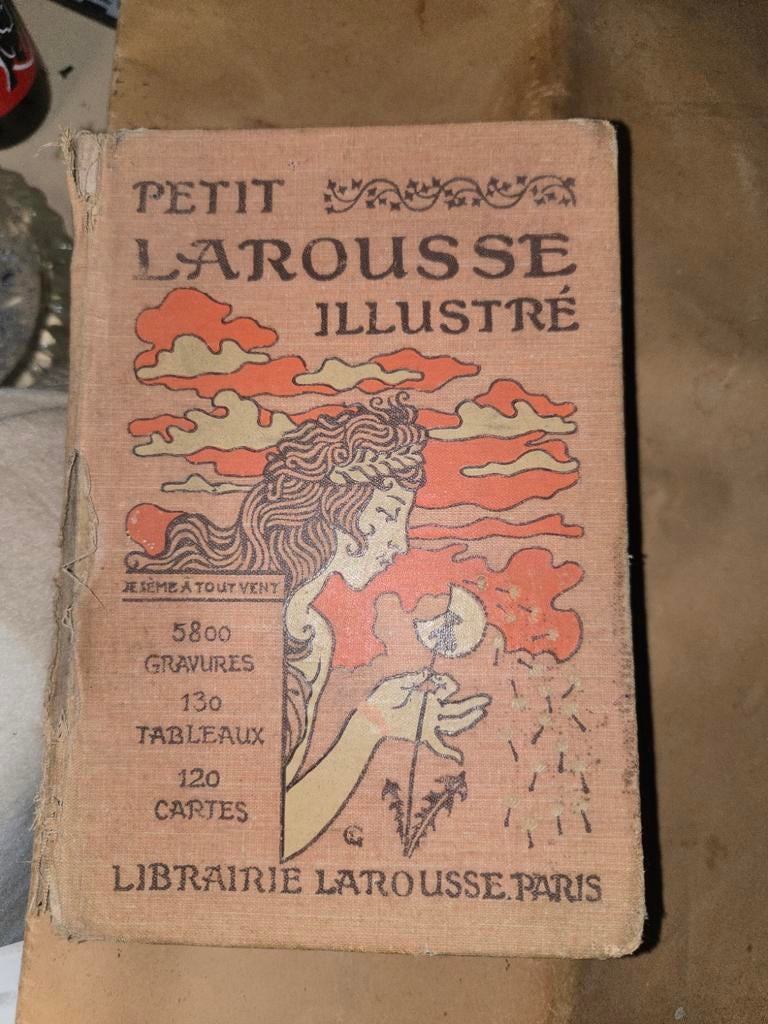 PETIT
LAROUSSE
ILLUSTRÉ
JE SÈME À TOUT VENT
5800
GRAVURES
130
TABLEAUX
120
CARTES
LIBRAIRIE LAROUSSE. PARIS